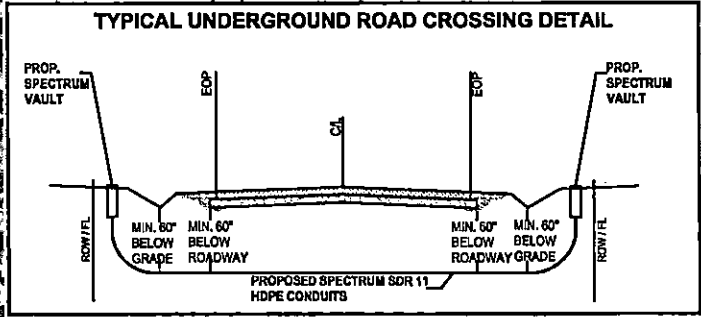 TYPICAL UNDERGROUND ROAD CROSSING DETAIL
PROP.
SPECTRUM
VAULT
EOP
C/L
EOP
PROP.
SPECTRUM
VAULT
ROW / FL
MIN. 60"
BELOW
GRADE
MIN. 60"
BELOW
ROADWAY
MIN. 60"
BELOW
ROADWAY
MIN. 60"
BELOW
GRADE
ROW / FL
PROPOSED SPECTRUM SDR 11
HDPE CONDUITS